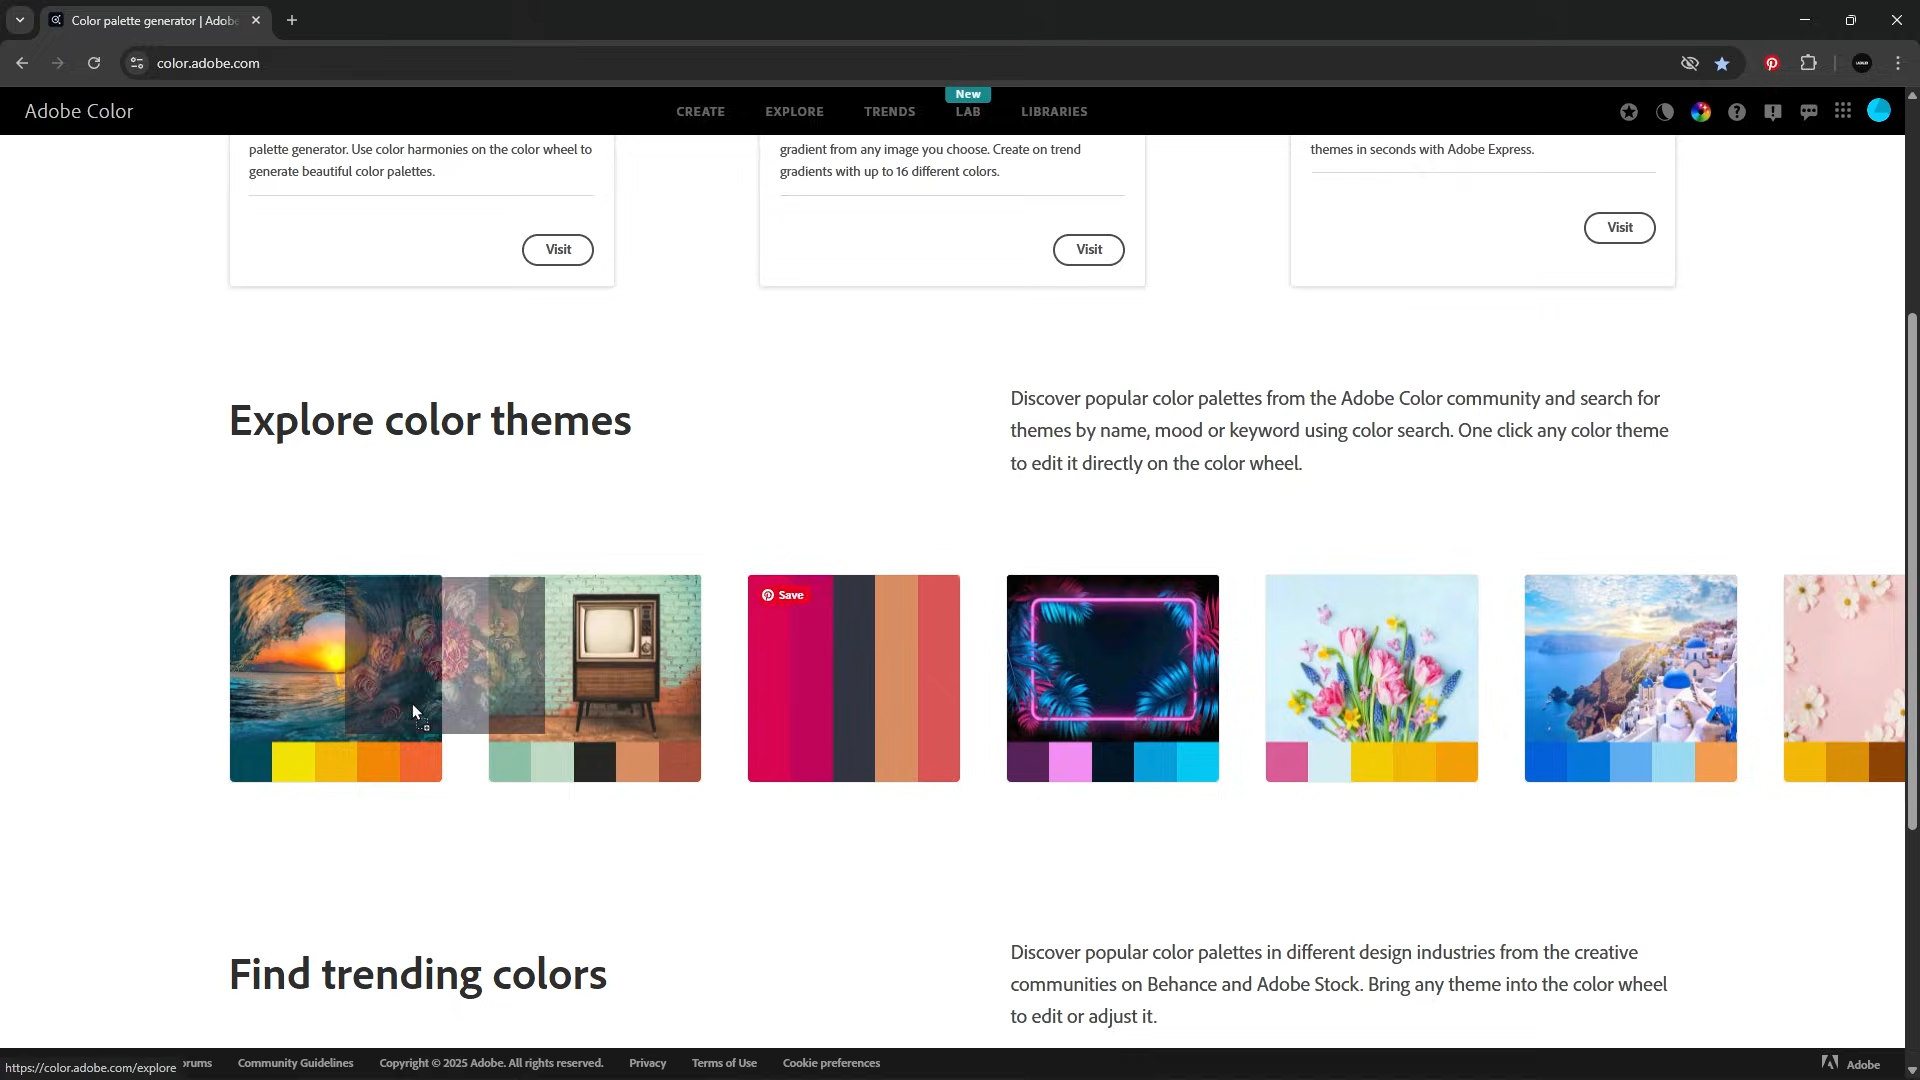 Color palette generator | Adobe
color.adobe.com
Adobe Color
CREATE
EXPLORE
TRENDS
New
LAB
LIBRARIES
palette generator. Use color harmonies on the color wheel to
generate beautiful color palettes.
Visit
gradient from any image you choose. Create on trend
gradients with up to 16 different colors.
Visit
themes in seconds with Adobe Express.
Visit
Explore color themes
Discover popular color palettes from the Adobe Color community and search for
themes by name, mood or keyword using color search. One click any color theme
to edit it directly on the color wheel.
Save
Find trending colors
Discover popular color palettes in different design industries from the creative
communities on Behance and Adobe Stock. Bring any theme into the color wheel
to edit or adjust it.
https://color.adobe.com/explore
orums
Community Guidelines
Copyright © 2025 Adobe. All rights reserved.
Privacy
Terms of Use
Cookie preferences
Adobe